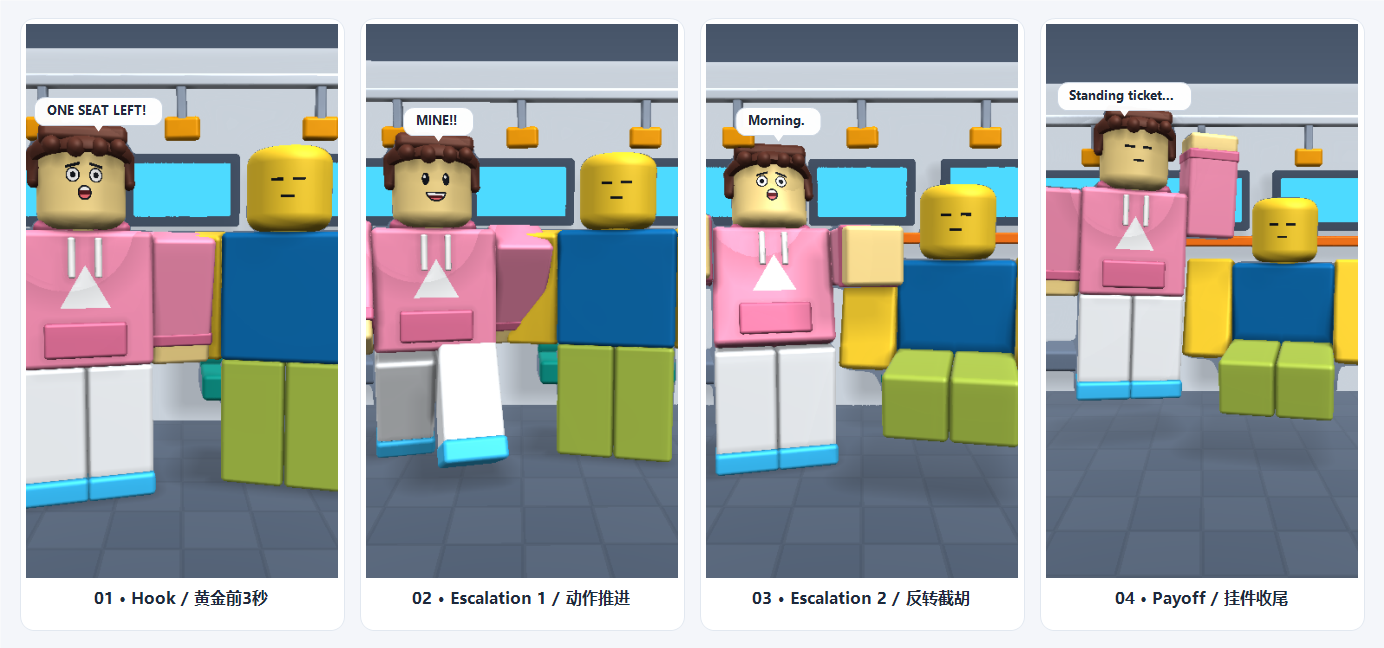 ONE SEAT LEFT!
MINE!!
Morning.
Standing ticket...
01 • Hook / 黄金前3秒
02 • Escalation 1 / 动作推进
03 • Escalation 2 / 反转截胡
04 • Payoff / 挂件收尾